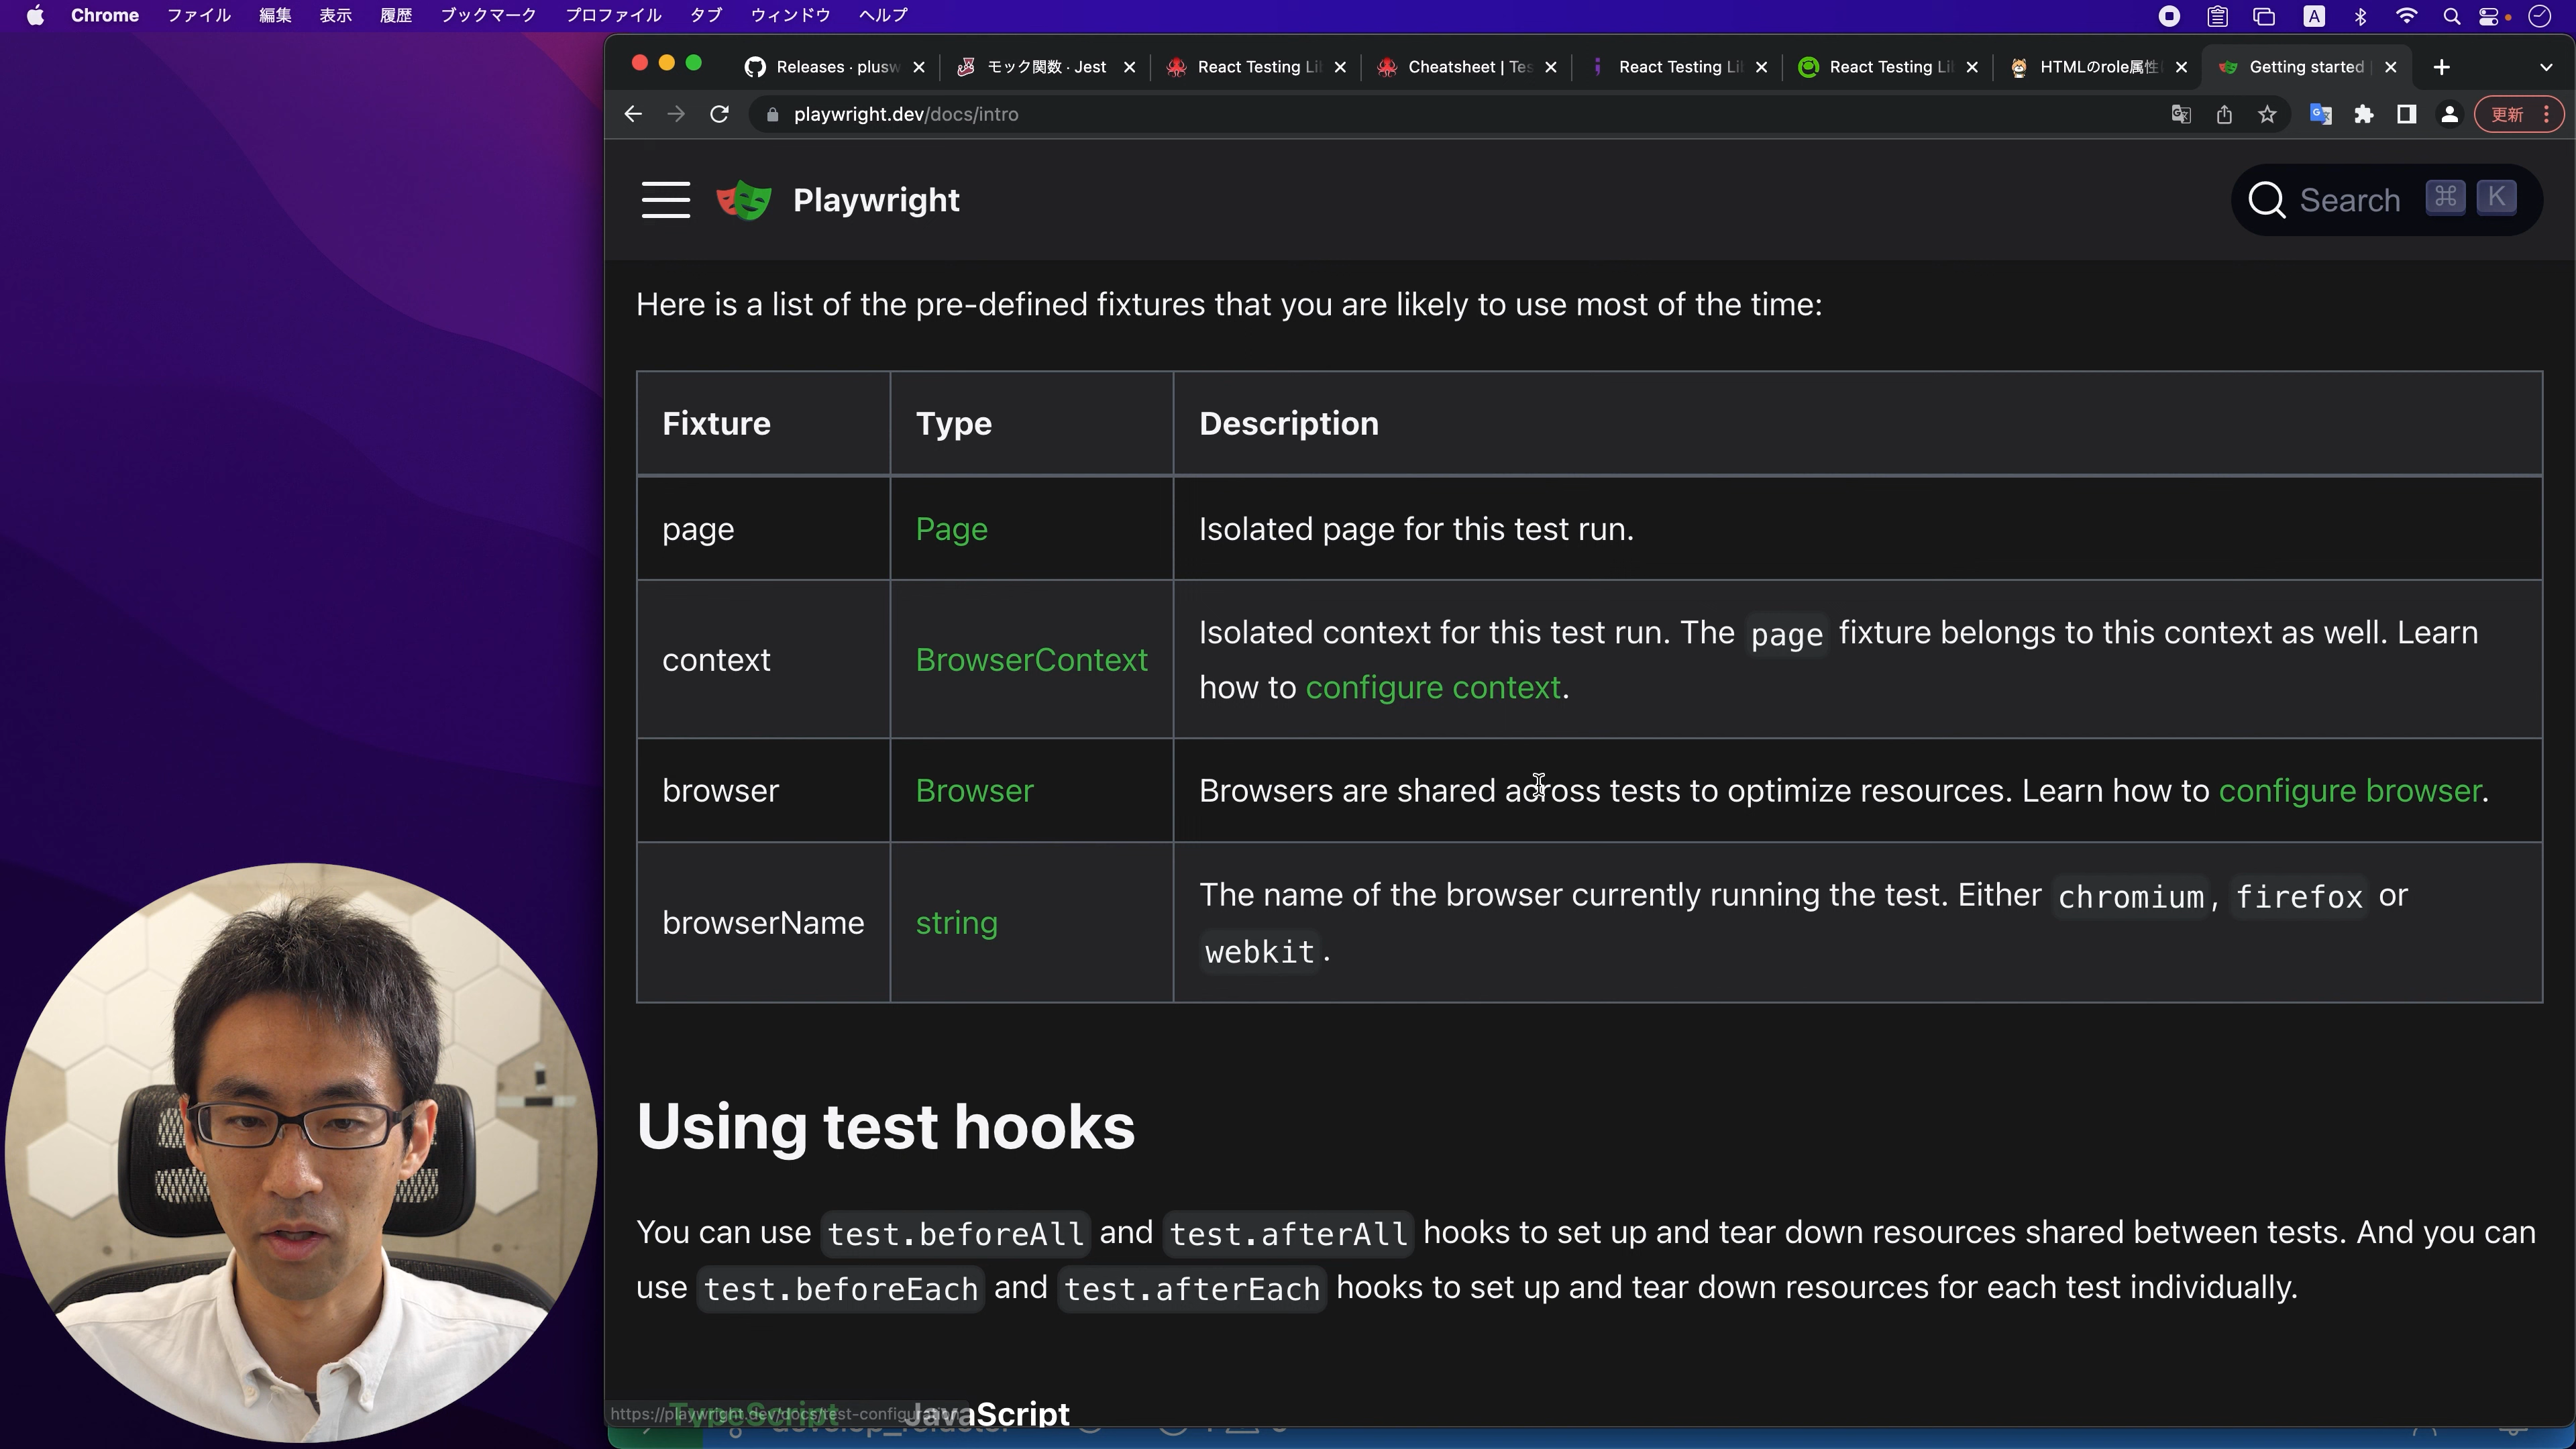 Chrome ファイル 編集 表示 履歴 ブックマーク プロファイル タブ ウィンドウ ヘルプ A
Releases · plusw モック関数 · Jest React Testing Li Cheatsheet | Tes React Testing Li React Testing Li HTMLのrole属性 Getting started |
playwright.dev/docs/intro 更新
Playwright Search ⌘ K
Here is a list of the pre-defined fixtures that you are likely to use most of the time:
Fixture Type Description
page Page Isolated page for this test run.
context BrowserContext Isolated context for this test run. The page fixture belongs to this context as well. Learn
how to configure context.
browser Browser Browsers are shared across tests to optimize resources. Learn how to configure browser.
browserName string The name of the browser currently running the test. Either chromium, firefox or
webkit.
Using test hooks
You can use test.beforeAll and test.afterAll hooks to set up and tear down resources shared between tests. And you can
use test.beforeEach and test.afterEach hooks to set up and tear down resources for each test individually.
TypeScript JavaScript
https://playwright.dev/docs/test-configuration